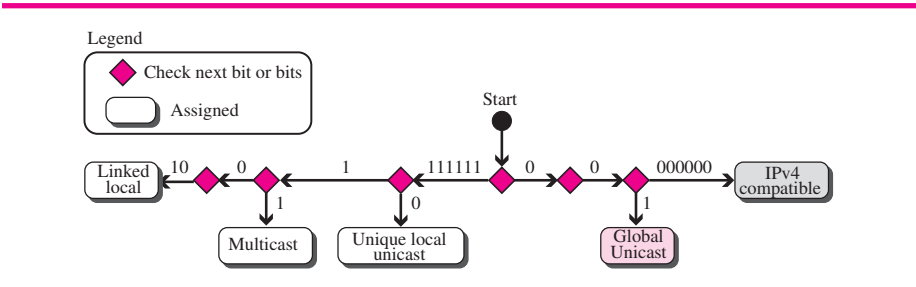 Legend
Check next bit or bits
Assigned
Start
10
0
1
111111
0
0
000000
Linked
local
IPv4
compatible
1
0
1
Multicast
Unique local
unicast
Global
Unicast